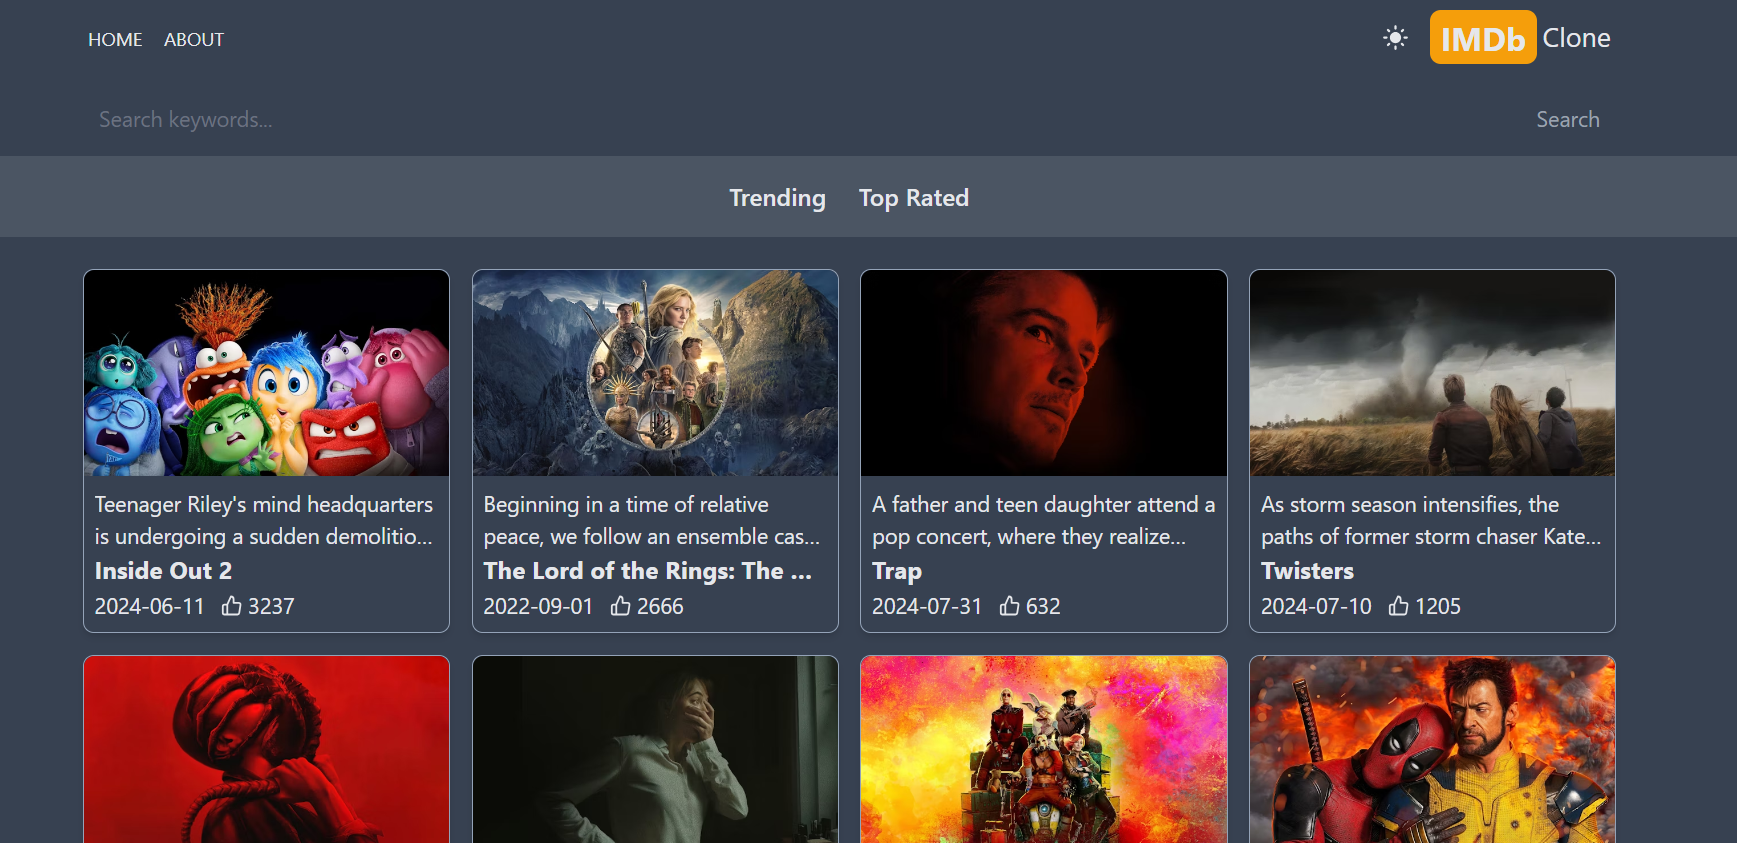 HOME ABOUT IMDb Clone
Search keywords... Search
Trending Top Rated
Teenager Riley's mind headquarters
is undergoing a sudden demolitio...
Inside Out 2
2024-06-11 3237
Beginning in a time of relative
peace, we follow an ensemble cas...
The Lord of the Rings: The ...
2022-09-01 2666
A father and teen daughter attend a
pop concert, where they realize...
Trap
2024-07-31 632
As storm season intensifies, the
paths of former storm chaser Kate...
Twisters
2024-07-10 1205